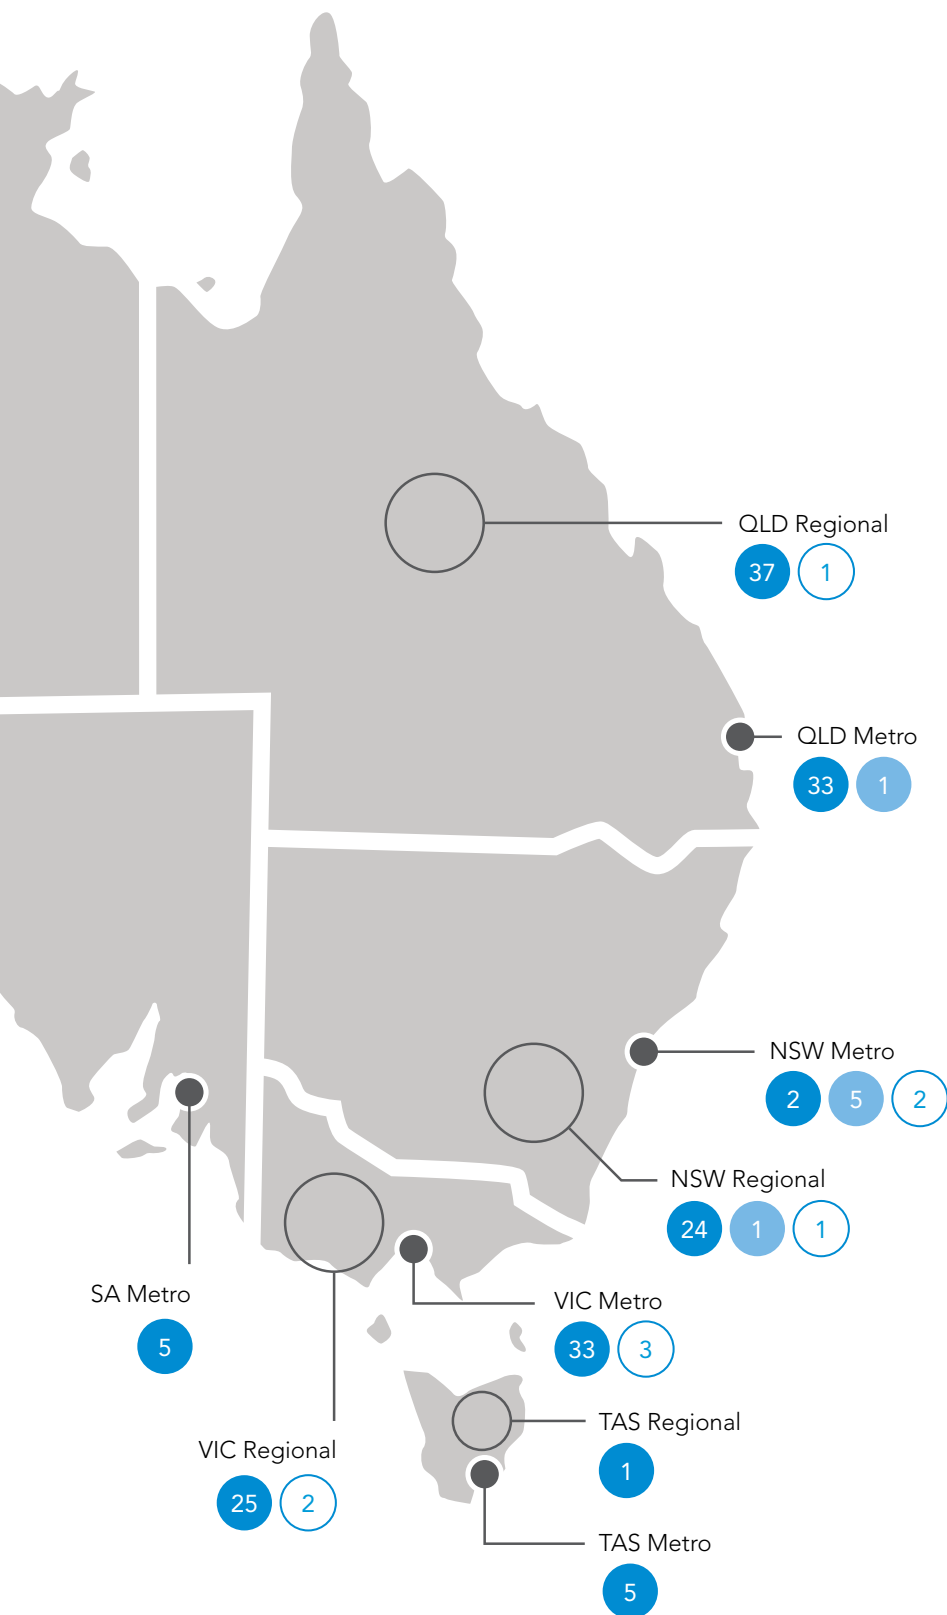 QLD Regional
37 1
QLD Metro
33 1
NSW Metro
2 5 2
NSW Regional
24 1 1
SA Metro
5
VIC Metro
33 3
TAS Regional
1
VIC Regional
25 2
TAS Metro
5